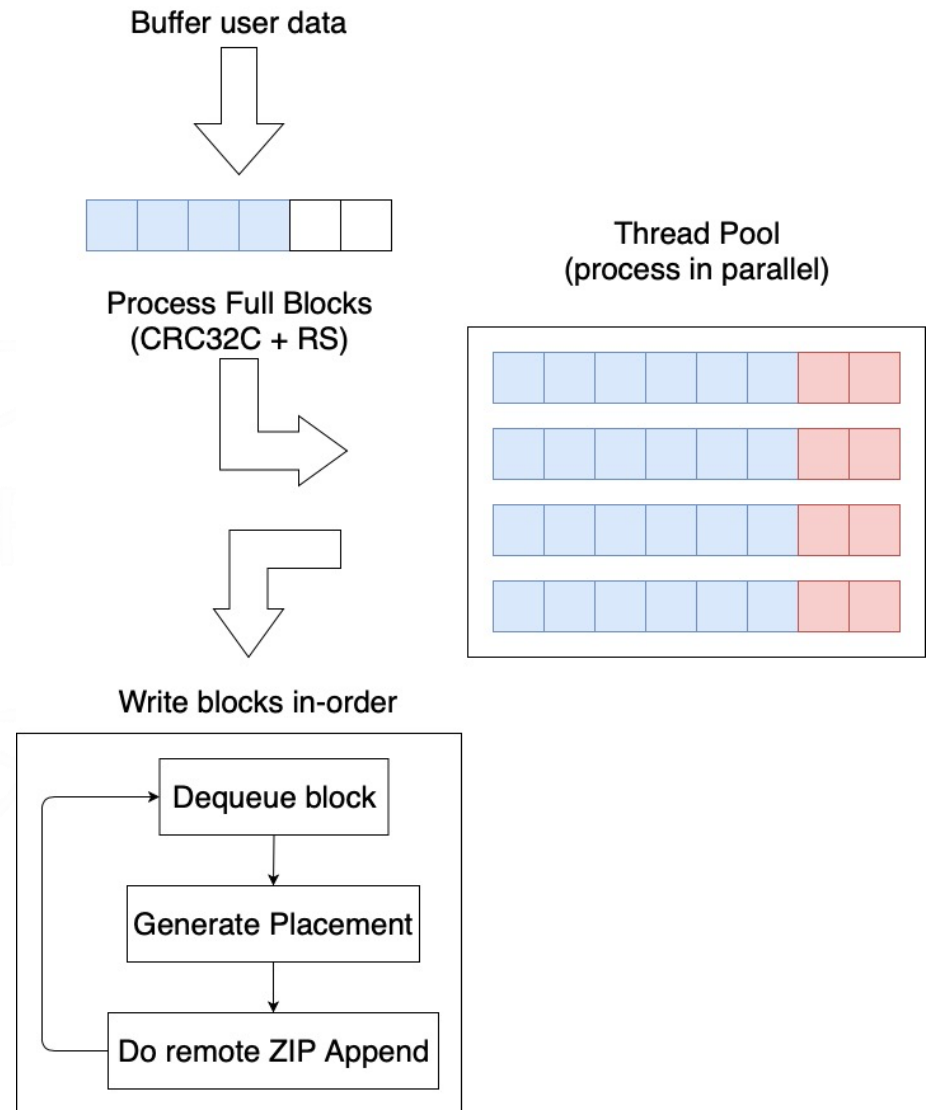 Buffer user data
Process Full Blocks
(CRC32C + RS)
Thread Pool
(process in parallel)
Write blocks in-order
Dequeue block
Generate Placement
Do remote ZIP Append